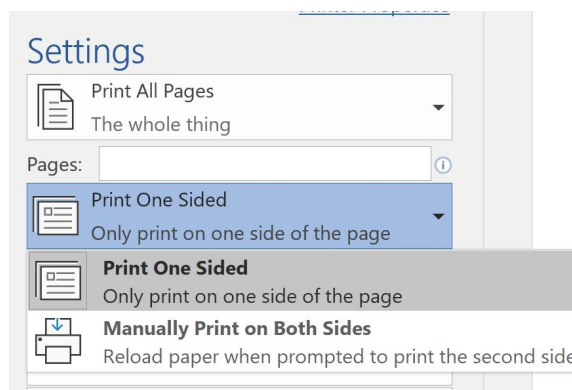 Printer Properties
Settings
Print All Pages
The whole thing
Pages:
Print One Sided
Only print on one side of the page
Print One Sided
Only print on one side of the page
Manually Print on Both Sides
Reload paper when prompted to print the second side